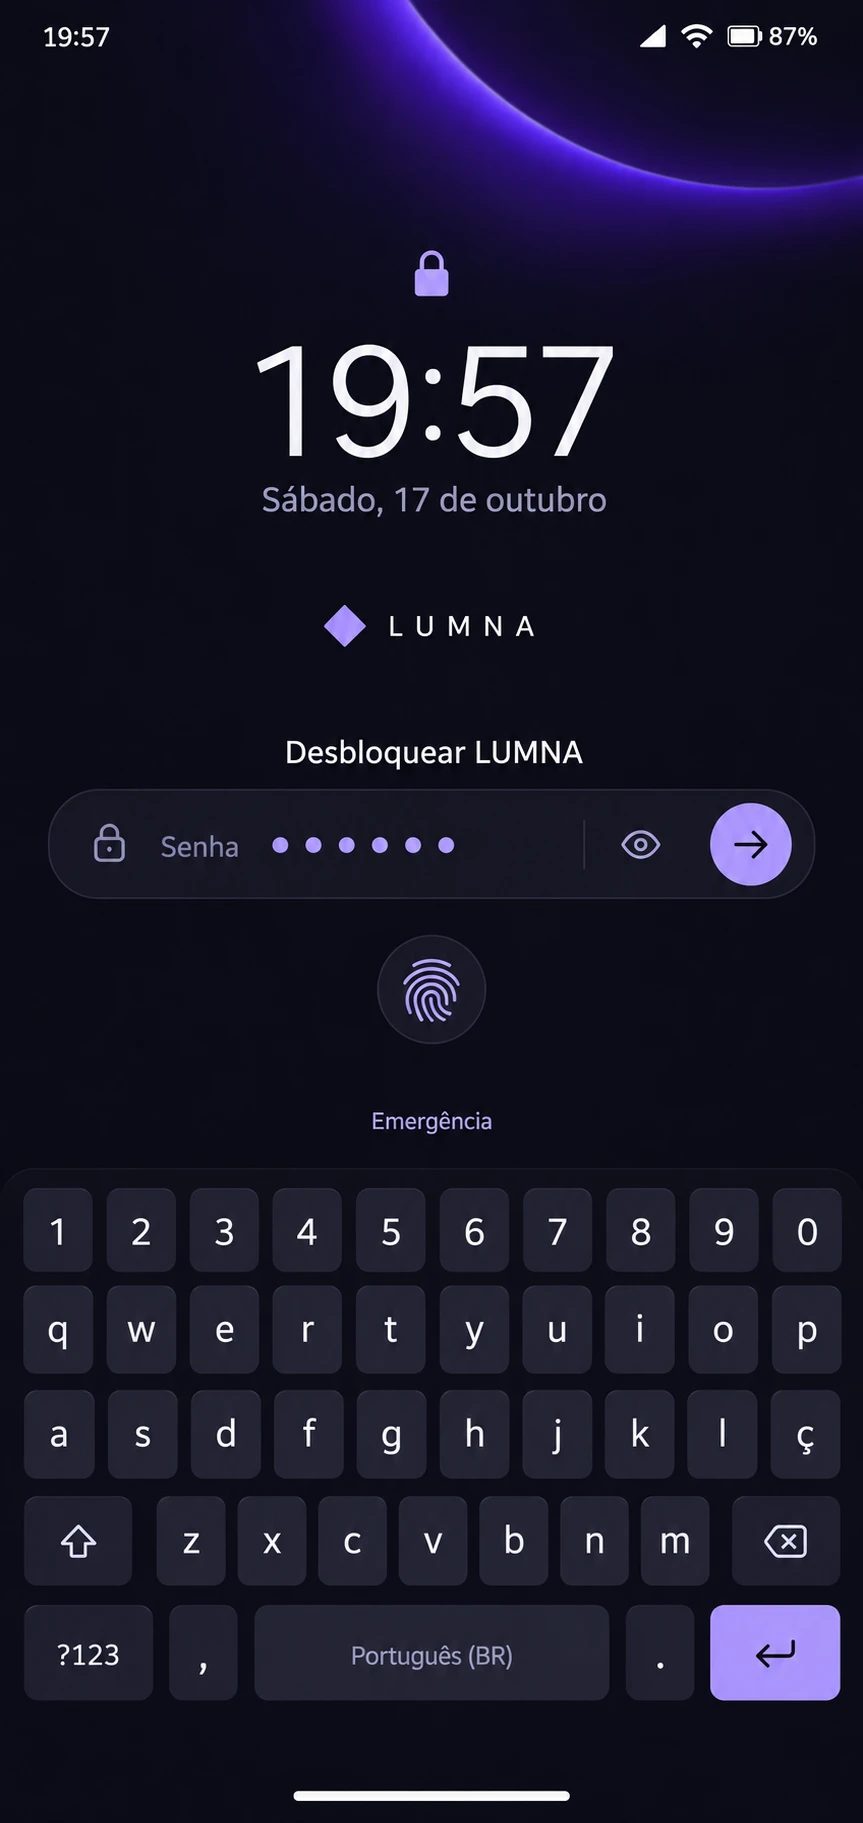 19:57 87%
19:57
Sábado, 17 de outubro
LUMNA
Desbloquear LUMNA
Senha ● ● ● ● ● ●
Emergência
1 2 3 4 5 6 7 8 9 0
q w e r t y u i o p
a s d f g h j k l ç
z x c v b n m
?123 , Português (BR) .